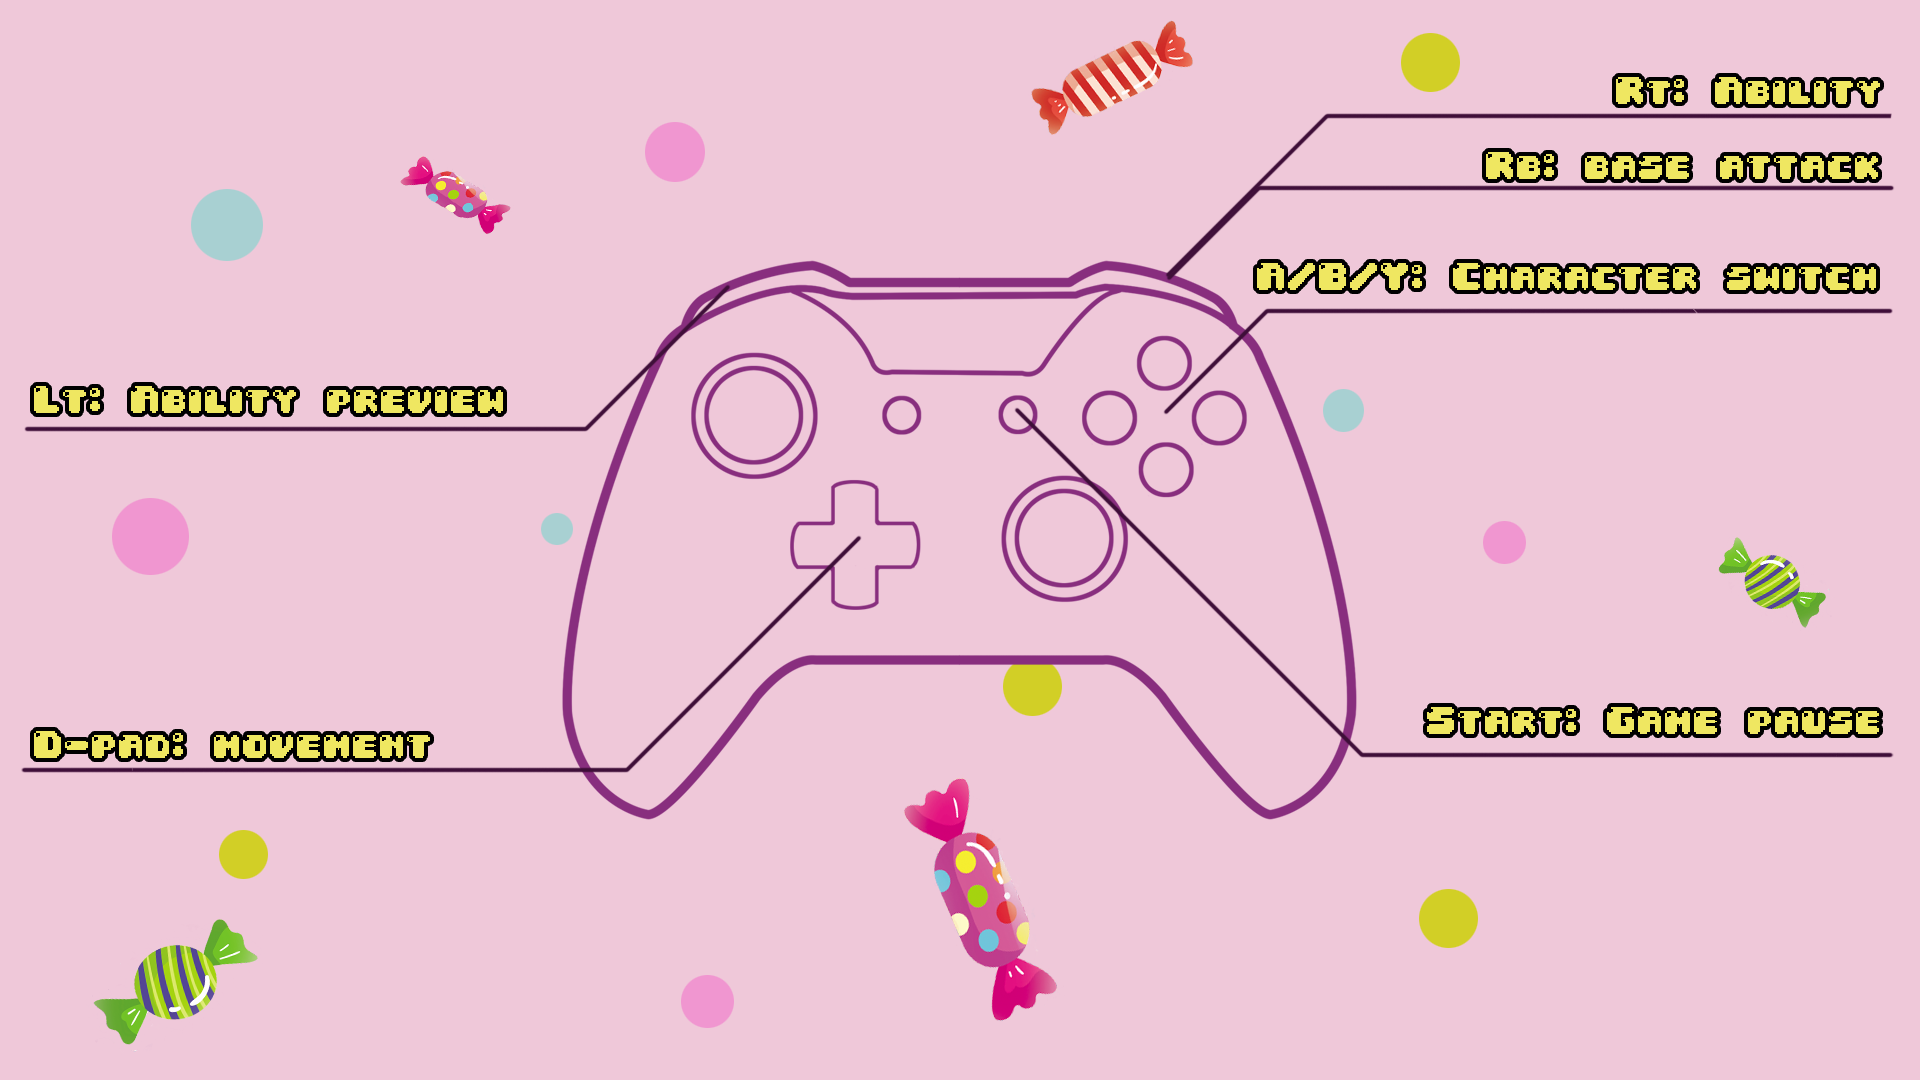 Rt: Ability
Rb: base attack
A/B/Y: Character switch
Lt: Ability preview
Start: Game pause
D-pad: movement